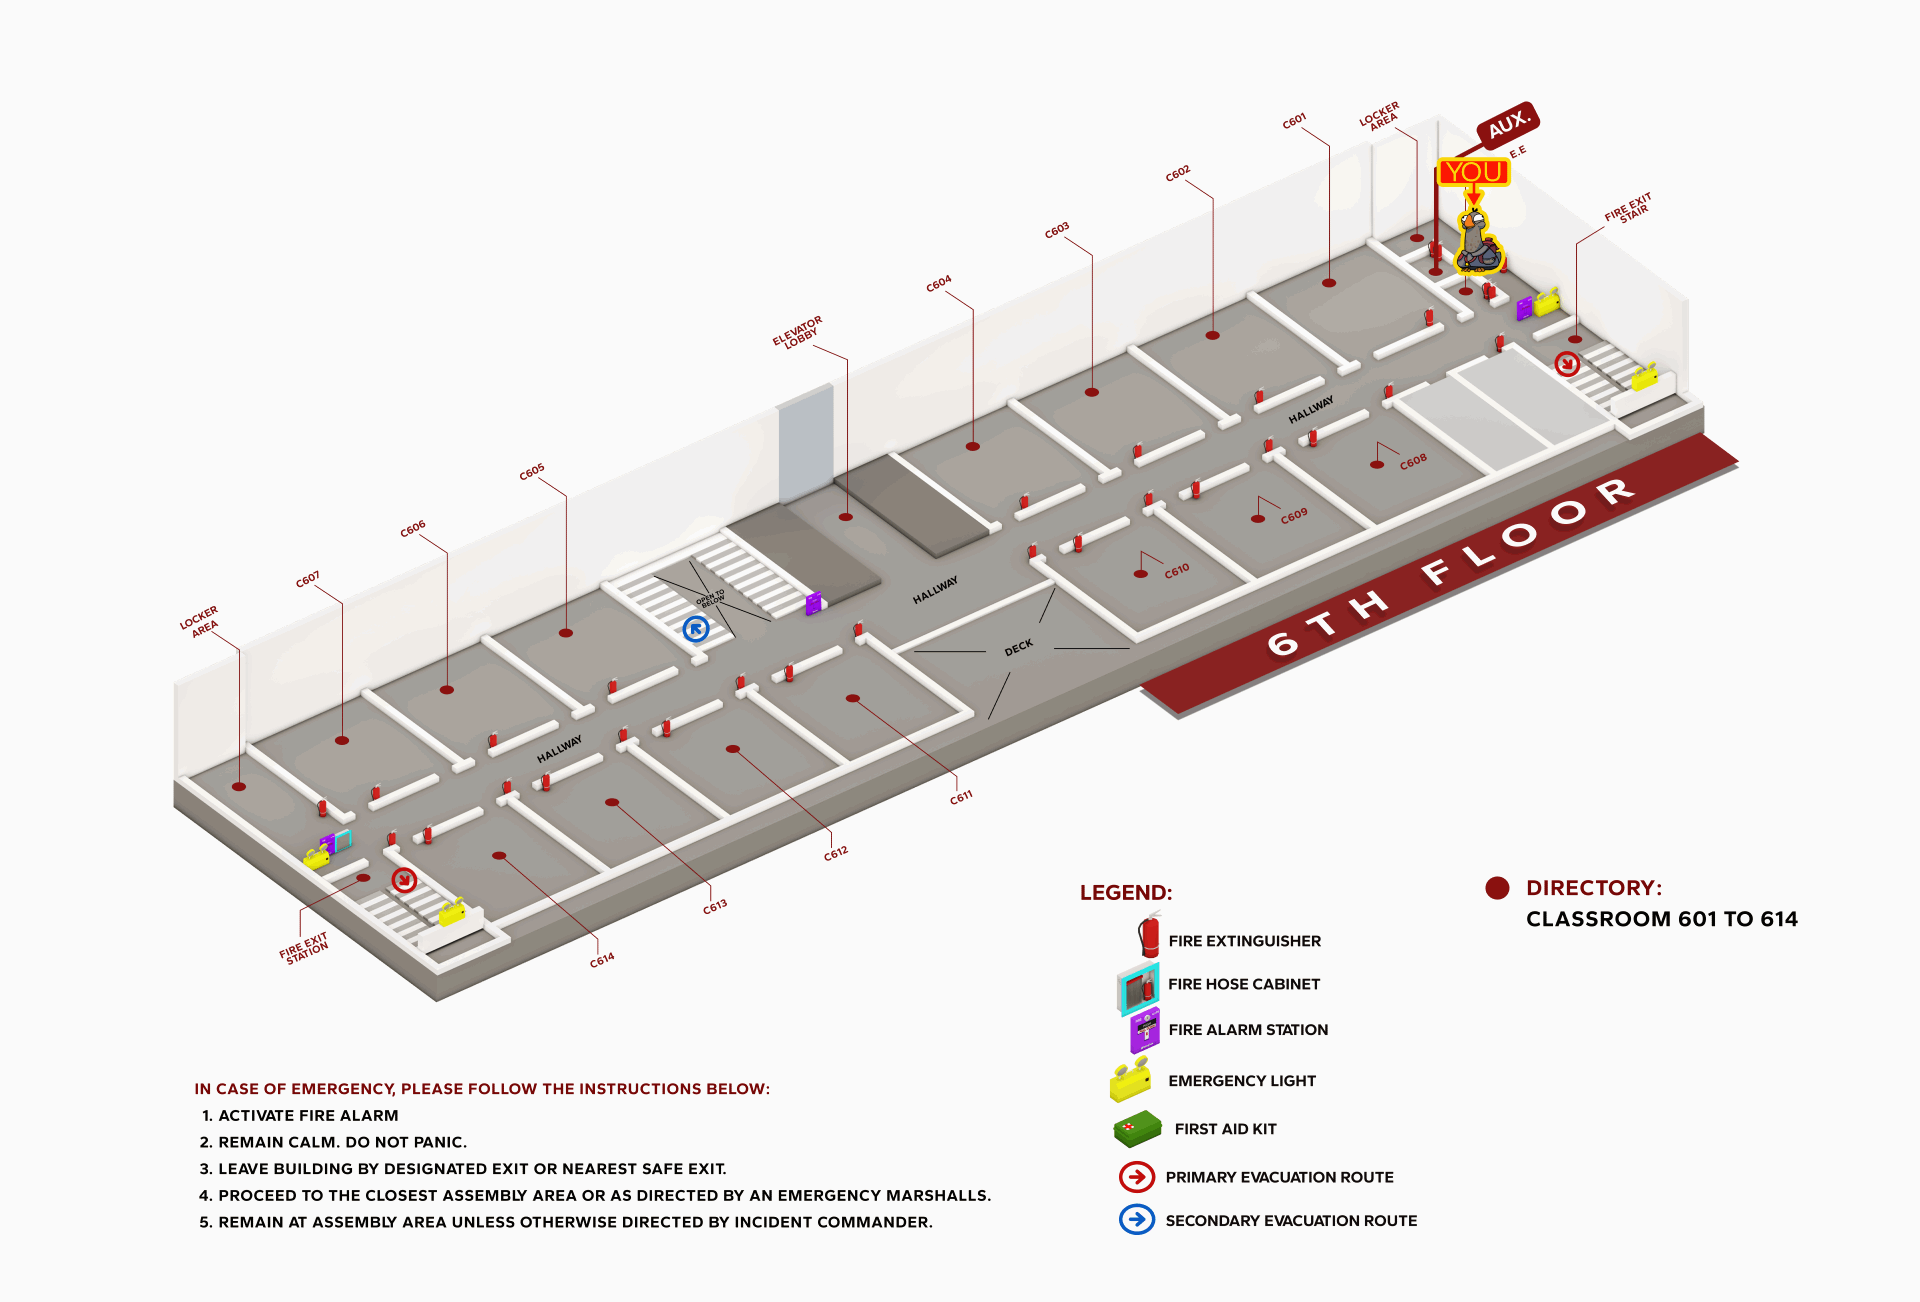 AUX.
E.E
YOU
LOCKER
AREA
C601
C602
C603
C604
FIRE EXIT
STAIR
ELEVATOR
LOBBY
C605
C606
C607
LOCKER
AREA
HALLWAY
C608
C609
C610
OPEN TO
BELOW
HALLWAY
DECK
HALLWAY
6TH FLOOR
C611
C612
C613
C614
FIRE EXIT
STATION
LEGEND:
FIRE EXTINGUISHER
FIRE HOSE CABINET
FIRE ALARM STATION
EMERGENCY LIGHT
FIRST AID KIT
PRIMARY EVACUATION ROUTE
SECONDARY EVACUATION ROUTE
DIRECTORY:
CLASSROOM 601 TO 614
IN CASE OF EMERGENCY, PLEASE FOLLOW THE INSTRUCTIONS BELOW:
1. ACTIVATE FIRE ALARM
2. REMAIN CALM. DO NOT PANIC.
3. LEAVE BUILDING BY DESIGNATED EXIT OR NEAREST SAFE EXIT.
4. PROCEED TO THE CLOSEST ASSEMBLY AREA OR AS DIRECTED BY AN EMERGENCY MARSHALLS.
5. REMAIN AT ASSEMBLY AREA UNLESS OTHERWISE DIRECTED BY INCIDENT COMMANDER.